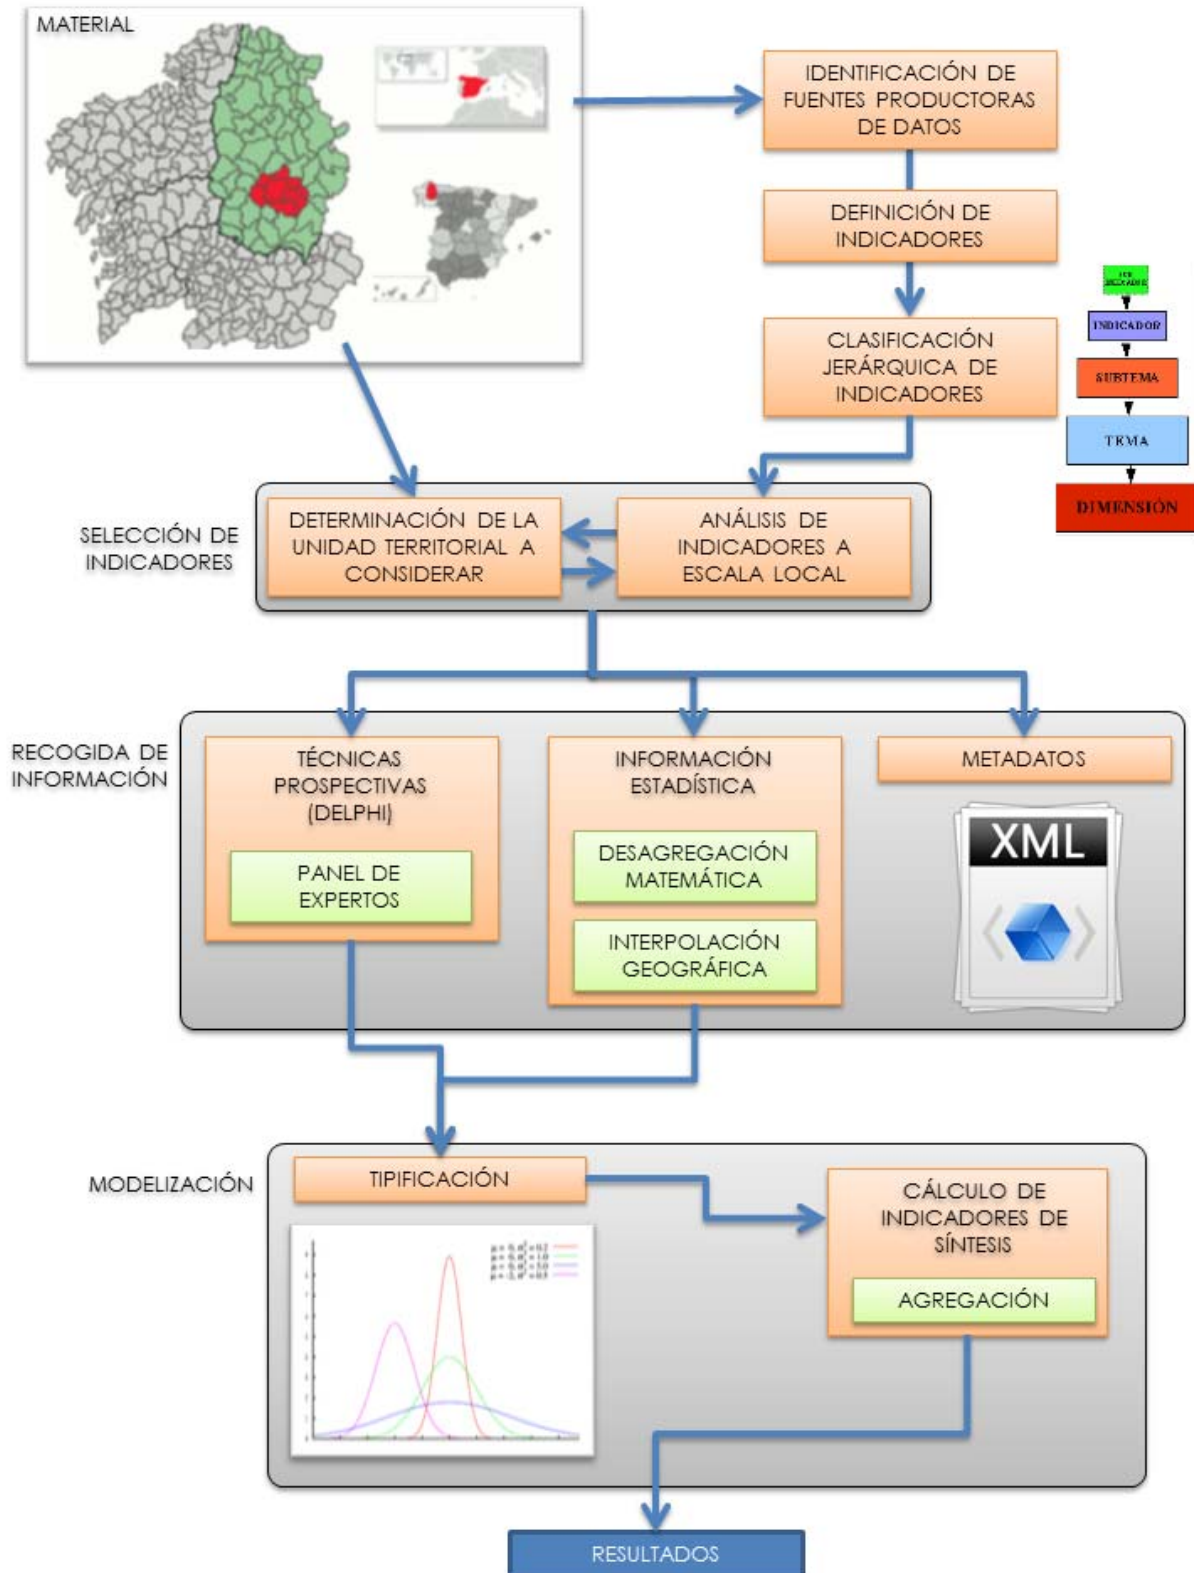 MATERIAL
IDENTIFICACIÓN DE
FUENTES PRODUCTORAS
DE DATOS
DEFINICIÓN DE
INDICADORES
CLASIFICACIÓN
JERÁRQUICA DE
INDICADORES
INDICADOR
SUBTEMA
TEMA
DIMENSIÓN
SELECCIÓN DE
INDICADORES
DETERMINACIÓN DE LA
UNIDAD TERRITORIAL A
CONSIDERAR
ANÁLISIS DE
INDICADORES A
ESCALA LOCAL
RECOGIDA DE
INFORMACIÓN
TÉCNICAS
PROSPECTIVAS
(DELPHI)
PANEL DE
EXPERTOS
INFORMACIÓN
ESTADÍSTICA
DESAGREGACIÓN
MATEMÁTICA
INTERPOLACIÓN
GEOGRÁFICA
METADATOS
XML
MODELIZACIÓN
TIPIFICACIÓN
CÁLCULO DE
INDICADORES DE
SÍNTESIS
AGREGACIÓN
RESULTADOS